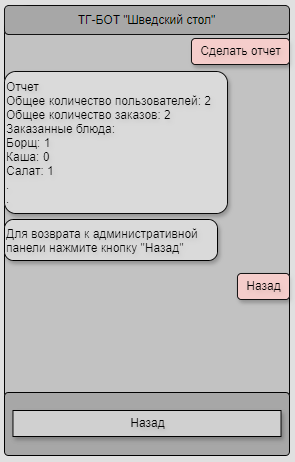 ТГ-БОТ "Шведский стол"
Сделать отчет
Отчет
Общее количество пользователей: 2
Общее количество заказов: 2
Заказанные блюда:
Борщ: 1
Каша: 0
Салат: 1
.
.
Для возврата к административной
панели нажмите кнопку "Назад"
Назад
Назад